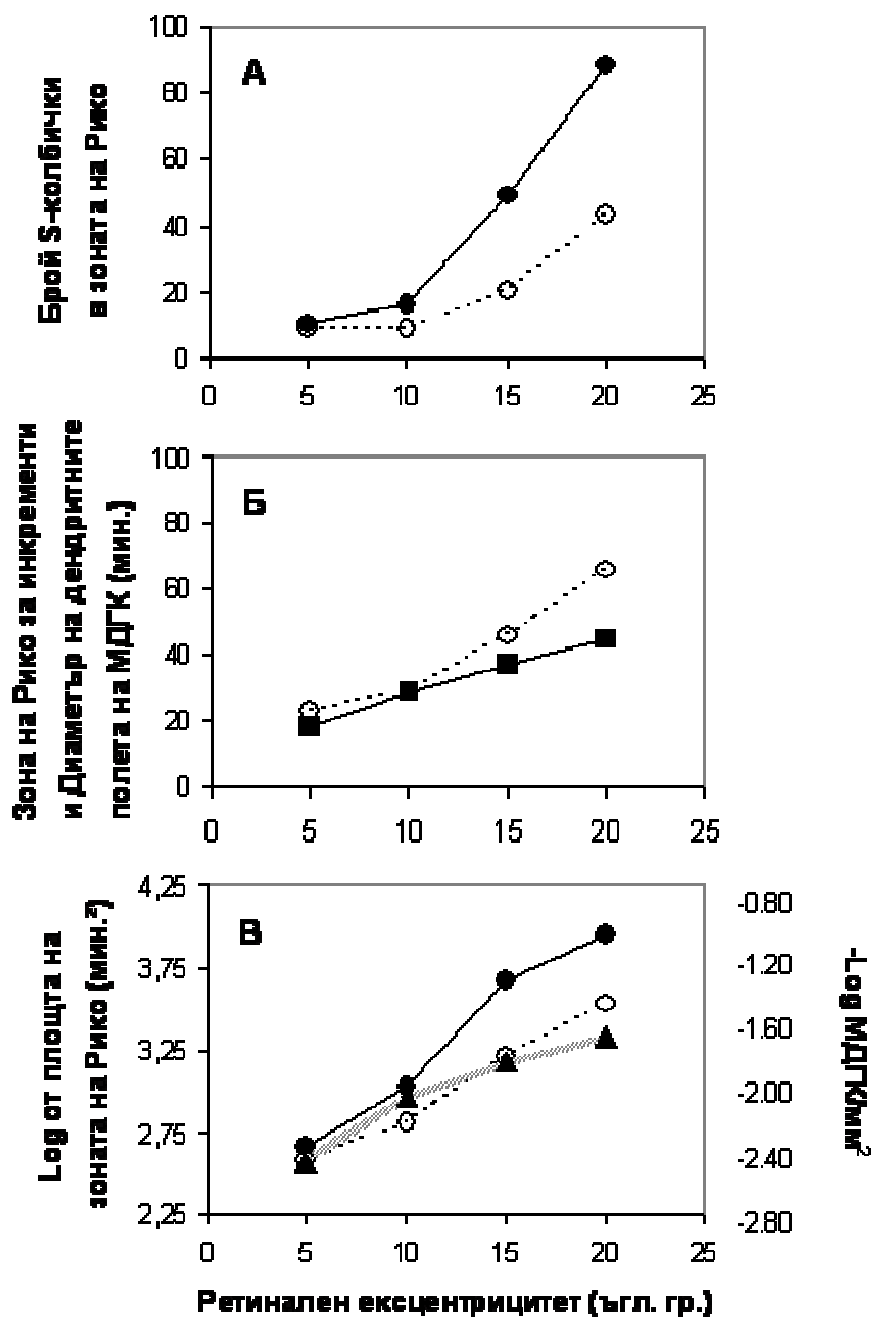 Брой S-колбички
в зоната на Рико
А
100
80
60
40
20
0
0 5 10 15 20 25
Зона на Рико за инкременти
и Диаметър на дендритните
полета на МДГК (мин.)
Б
100
80
60
40
20
0
0 5 10 15 20 25
Log от площта на
зоната на Рико (мин.²)
В
4,25
3,75
3,25
2,75
2,25
-0.80
-1.20
-1.60
-2.00
-2.40
-2.80
-Log МДГК/мм²
0 5 10 15 20 25
Ретинален ексцентрицитет (ъгл. гр.)